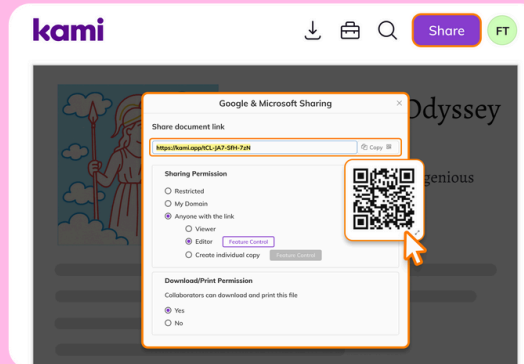 kami
Share
FT
Odyssey
genious
Google & Microsoft Sharing
Share document link
https://kami.app/tCL-jA7-SfH-7zN
Copy
Sharing Permission
Restricted
My Domain
Anyone with the link
Viewer
Editor
Feature Control
Create individual copy
Feature Control
Download/Print Permission
Collaborators can download and print this file
Yes
No